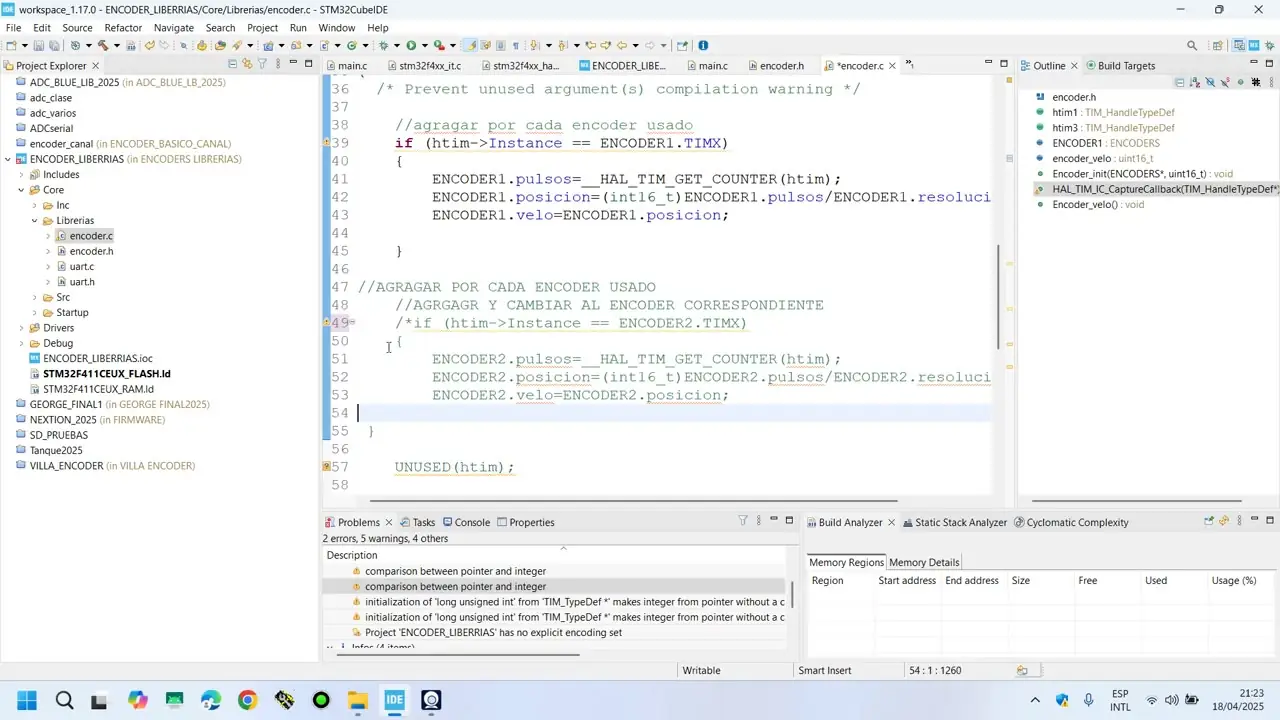 workspace_1.17.0 - ENCODER_LIBERRIAS/Core/Librerias/encoder.c - STM32CubeIDE
File Edit Source Refactor Navigate Search Project Run Window Help
Project Explorer
main.c
stm32f4xx_it.c
stm32f4xx_ha...
ENCODER_LIBE...
main.c
encoder.h
*encoder.c
Outline
Build Targets
ADC_BLUE_LIB_2025 (in ADC_BLUE_LIB_2025)
adc_clase
adc_varios
ADCserial
encoder_canal (in ENCODER_BASICO_CANAL)
ENCODER_LIBERRIAS (in ENCODERS LIBRERIAS)
Includes
Core
Inc
Librerias
encoder.c
encoder.h
uart.c
uart.h
Src
Startup
Drivers
Debug
ENCODER_LIBERRIAS.ioc
STM32F411CEUX_FLASH.ld
STM32F411CEUX_RAM.ld
GEORGE_FINAL1 (in GEORGE FINAL2025)
NEXTION_2025 (in FIRMWARE)
SD_PRUEBAS
Tanque2025
VILLA_ENCODER (in VILLA ENCODER)
36 /* Prevent unused argument(s) compilation warning */
37
38 //agragar por cada encoder usado
39 if (htim->Instance == ENCODER1.TIMX)
40 {
41 ENCODER1.pulsos=__HAL_TIM_GET_COUNTER(htim);
42 ENCODER1.posicion=(int16_t)ENCODER1.pulsos/ENCODER1.resoluci
43 ENCODER1.velo=ENCODER1.posicion;
44
45 }
46
47 //AGRAGAR POR CADA ENCODER USADO
48 //AGRGAGR Y CAMBIAR AL ENCODER CORRESPONDIENTE
49 /*if (htim->Instance == ENCODER2.TIMX)
50 {
51 ENCODER2.pulsos=__HAL_TIM_GET_COUNTER(htim);
52 ENCODER2.posicion=(int16_t)ENCODER2.pulsos/ENCODER2.resoluci
53 ENCODER2.velo=ENCODER2.posicion;
54
55 }
56
57 UNUSED(htim);
58
encoder.h
htim1 : TIM_HandleTypeDef
htim3 : TIM_HandleTypeDef
ENCODER1 : ENCODERS
encoder_velo : uint16_t
Encoder_init(ENCODERS*, uint16_t) : void
HAL_TIM_IC_CaptureCallback(TIM_HandleTypeDef*
Encoder_velo() : void
Problems
Tasks
Console
Properties
2 errors, 5 warnings, 4 others
Description
comparison between pointer and integer
comparison between pointer and integer
initialization of 'long unsigned int' from 'TIM_TypeDef *' makes integer from pointer without a c
initialization of 'long unsigned int' from 'TIM_TypeDef *' makes integer from pointer without a c
Project 'ENCODER_LIBERRIAS' has no explicit encoding set
Infos (4 items)
Build Analyzer
Static Stack Analyzer
Cyclomatic Complexity
Memory Regions
Memory Details
Region Start address End address Size Free Used Usage (%)
Writable
Smart Insert
54 : 1 : 1260
IDE
ESP
INTL
21:23
18/04/2025